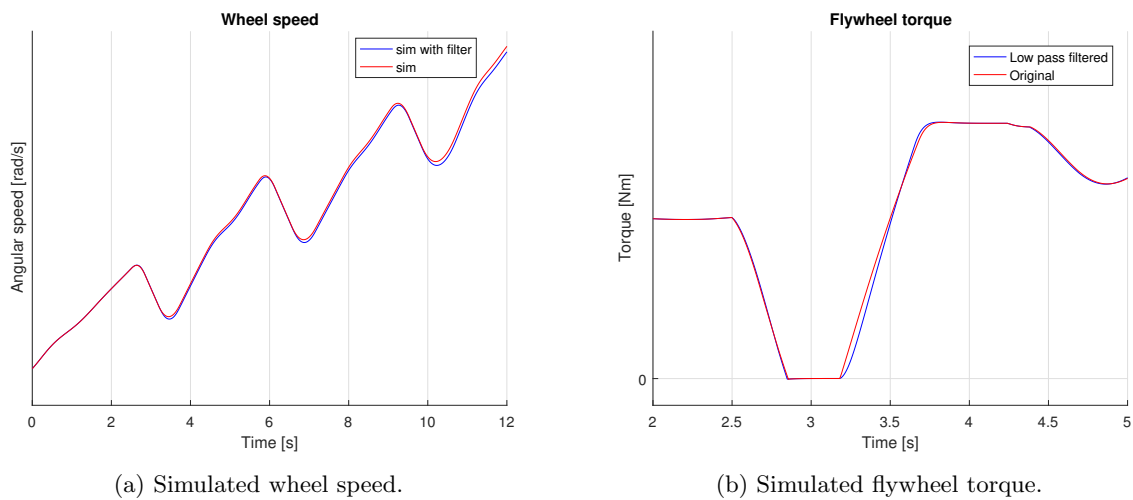 Wheel speed
sim with filter
sim
Angular speed [rad/s]
0 2 4 6 8 10 12
Time [s]
(a) Simulated wheel speed.
Flywheel torque
Low pass filtered
Original
Torque [Nm]
0
2 2.5 3 3.5 4 4.5 5
Time [s]
(b) Simulated flywheel torque.